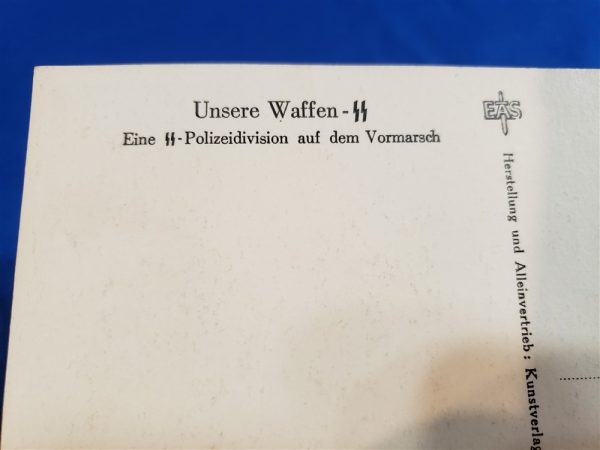 Unsere Waffen-ᛋᛋ
Eine ᛋᛋ-Polizeidivision auf dem Vormarsch
EAS
Herstellung und Alleinvertrieb: Kunstverlag